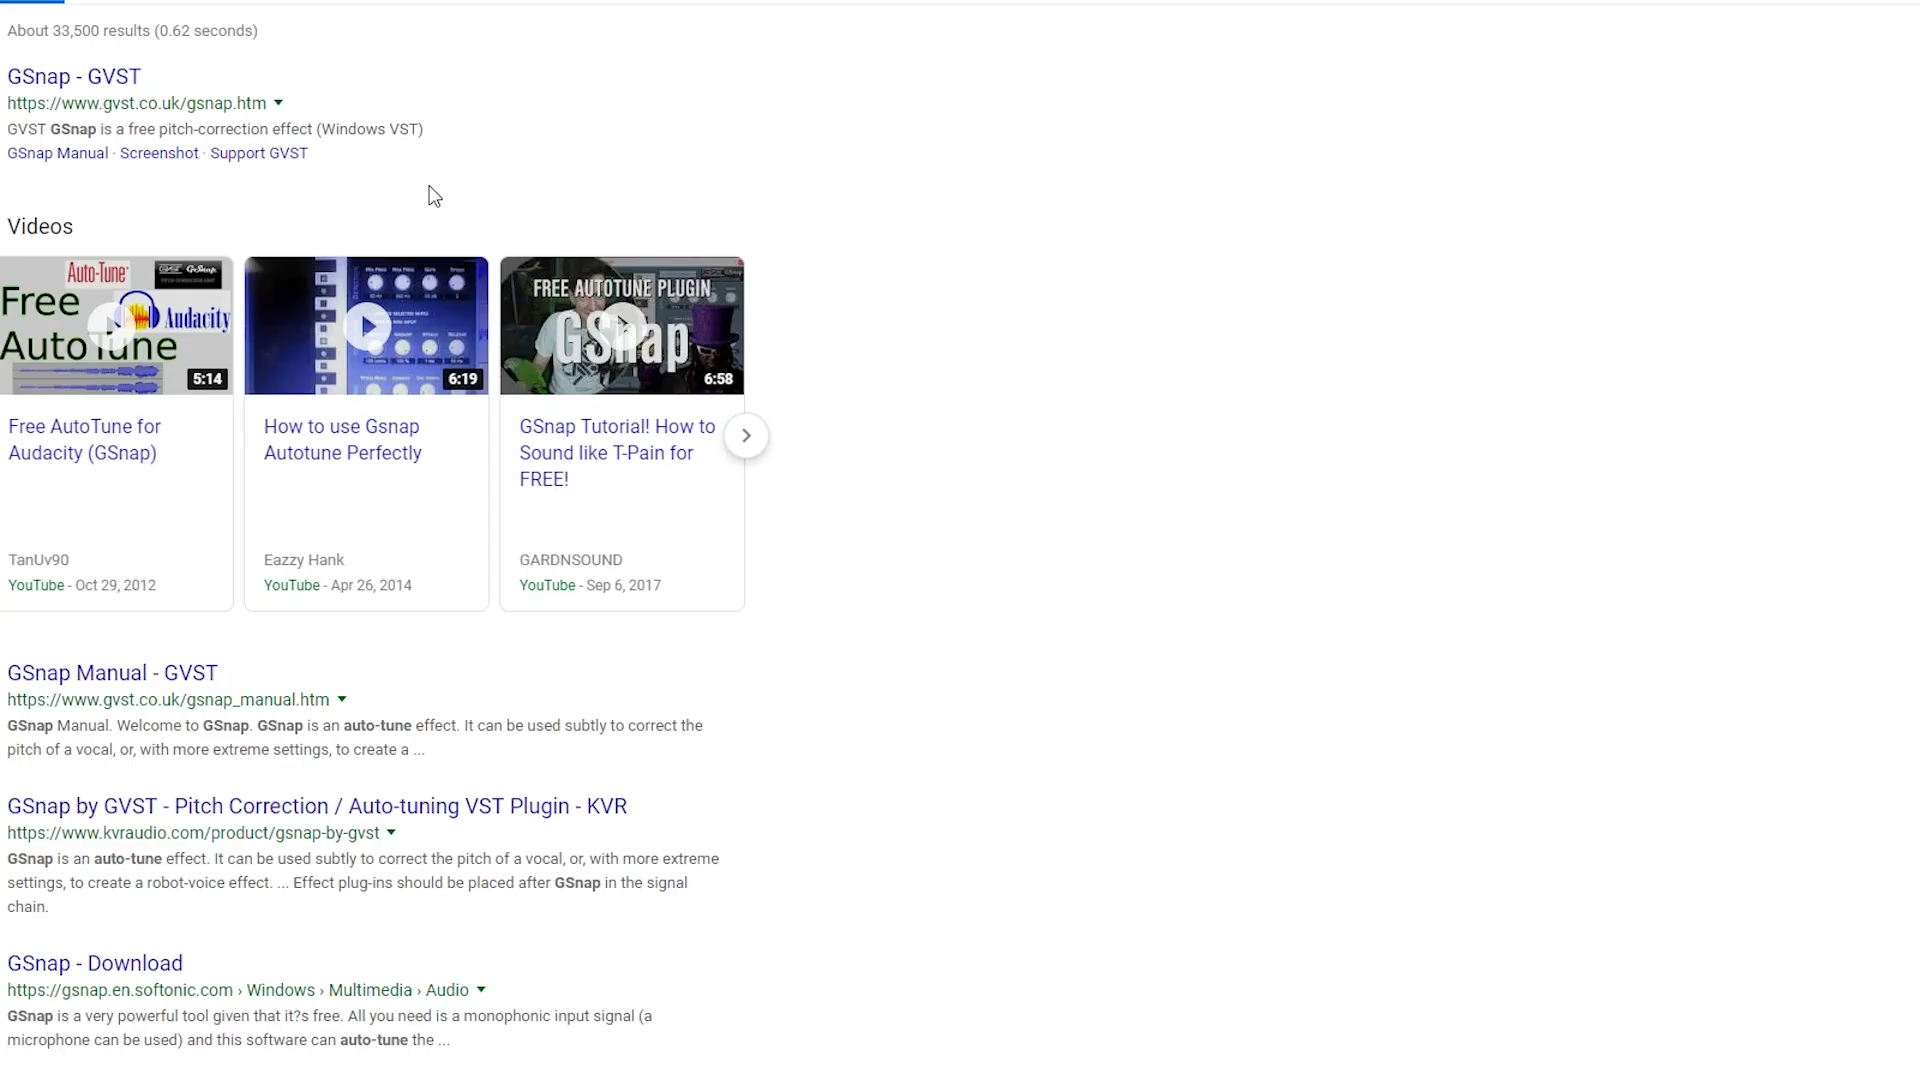 About 33,500 results (0.62 seconds)
GSnap - GVST
https://www.gvst.co.uk/gsnap.htm
GVST GSnap is a free pitch-correction effect (Windows VST)
GSnap Manual · Screenshot · Support GVST
Videos
Auto-Tune
GSnap
Free
Audacity
AutoTune
5:14
6:19
FREE AUTOTUNE PLUGIN
GSnap
6:58
Free AutoTune for
Audacity (GSnap)
TanUv90
YouTube - Oct 29, 2012
How to use Gsnap
Autotune Perfectly
Eazzy Hank
YouTube - Apr 26, 2014
GSnap Tutorial! How to
Sound like T-Pain for
FREE!
GARDNSOUND
YouTube - Sep 6, 2017
GSnap Manual - GVST
https://www.gvst.co.uk/gsnap_manual.htm
GSnap Manual. Welcome to GSnap. GSnap is an auto-tune effect. It can be used subtly to correct the
pitch of a vocal, or, with more extreme settings, to create a ...
GSnap by GVST - Pitch Correction / Auto-tuning VST Plugin - KVR
https://www.kvraudio.com/product/gsnap-by-gvst
GSnap is an auto-tune effect. It can be used subtly to correct the pitch of a vocal, or, with more extreme
settings, to create a robot-voice effect. ... Effect plug-ins should be placed after GSnap in the signal
chain.
GSnap - Download
https://gsnap.en.softonic.com › Windows › Multimedia › Audio
GSnap is a very powerful tool given that it?s free. All you need is a monophonic input signal (a
microphone can be used) and this software can auto-tune the ...